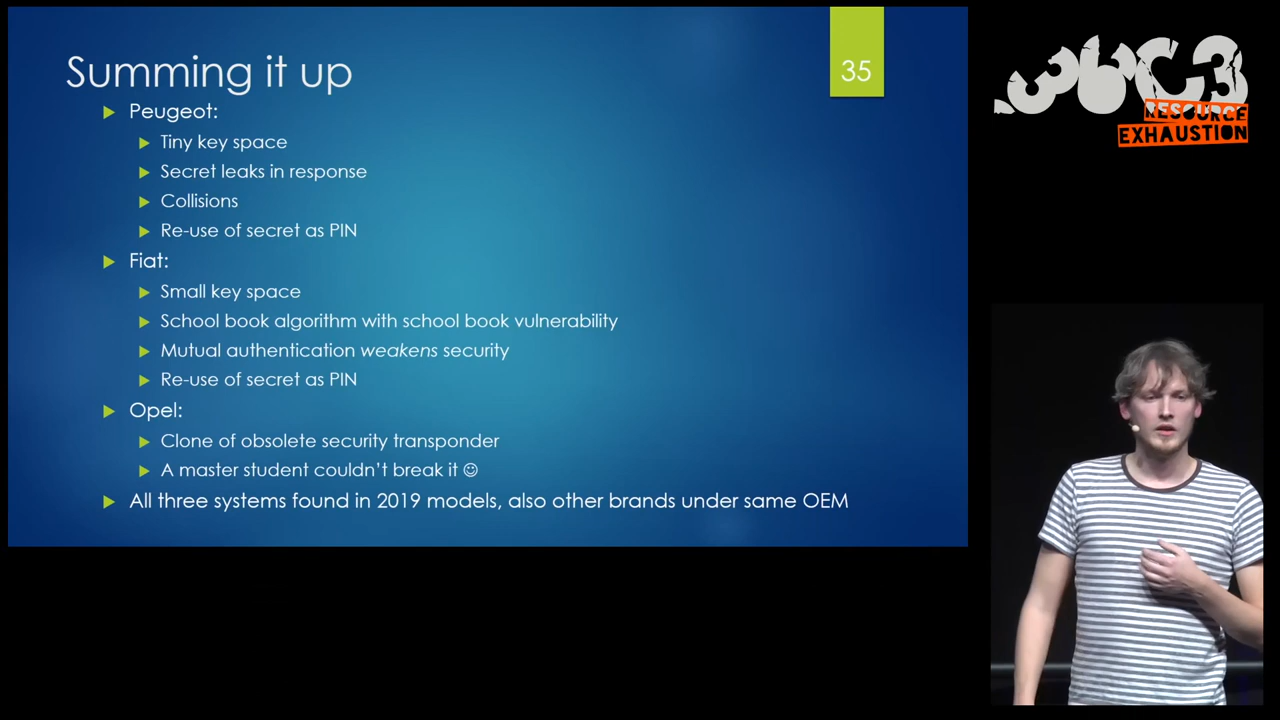 Summing it up
35
Peugeot:
Tiny key space
Secret leaks in response
Collisions
Re-use of secret as PIN
Fiat:
Small key space
School book algorithm with school book vulnerability
Mutual authentication weakens security
Re-use of secret as PIN
Opel:
Clone of obsolete security transponder
A master student couldn't break it ☺
All three systems found in 2019 models, also other brands under same OEM
36C3
RESOURCE
EXHAUSTION